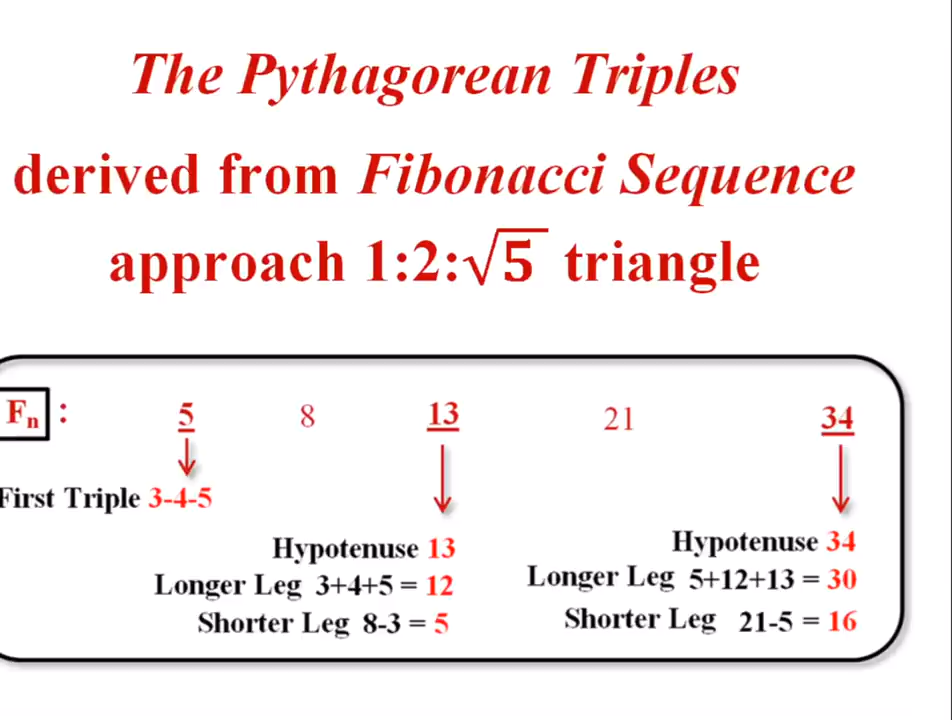 The Pythagorean Triples
derived from Fibonacci Sequence
approach 1:2:√5 triangle
Fn : 5 8 13 21 34
First Triple 3-4-5
Hypotenuse 13
Longer Leg 3+4+5 = 12
Shorter Leg 8-3 = 5
Hypotenuse 34
Longer Leg 5+12+13 = 30
Shorter Leg 21-5 = 16